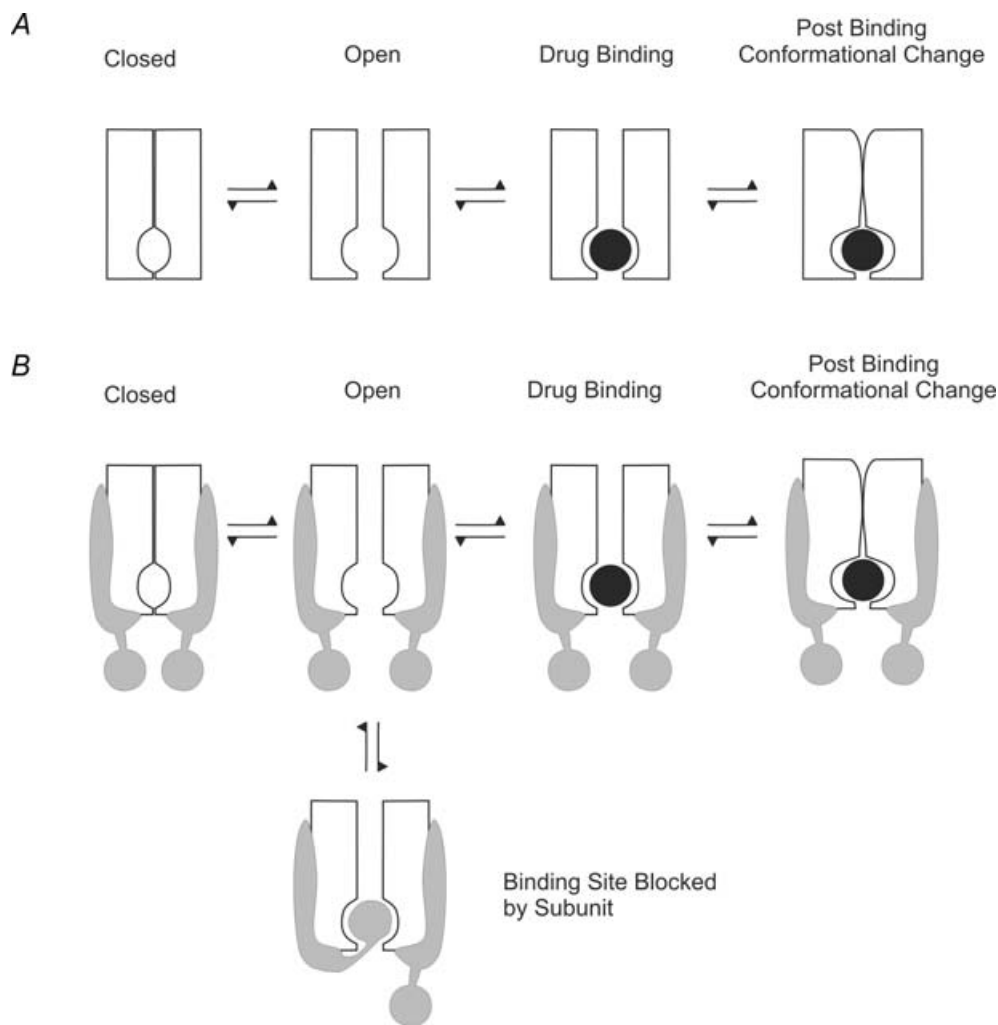 A
Closed
Open
Drug Binding
Post Binding
Conformational Change
B
Closed
Open
Drug Binding
Post Binding
Conformational Change
Binding Site Blocked
by Subunit